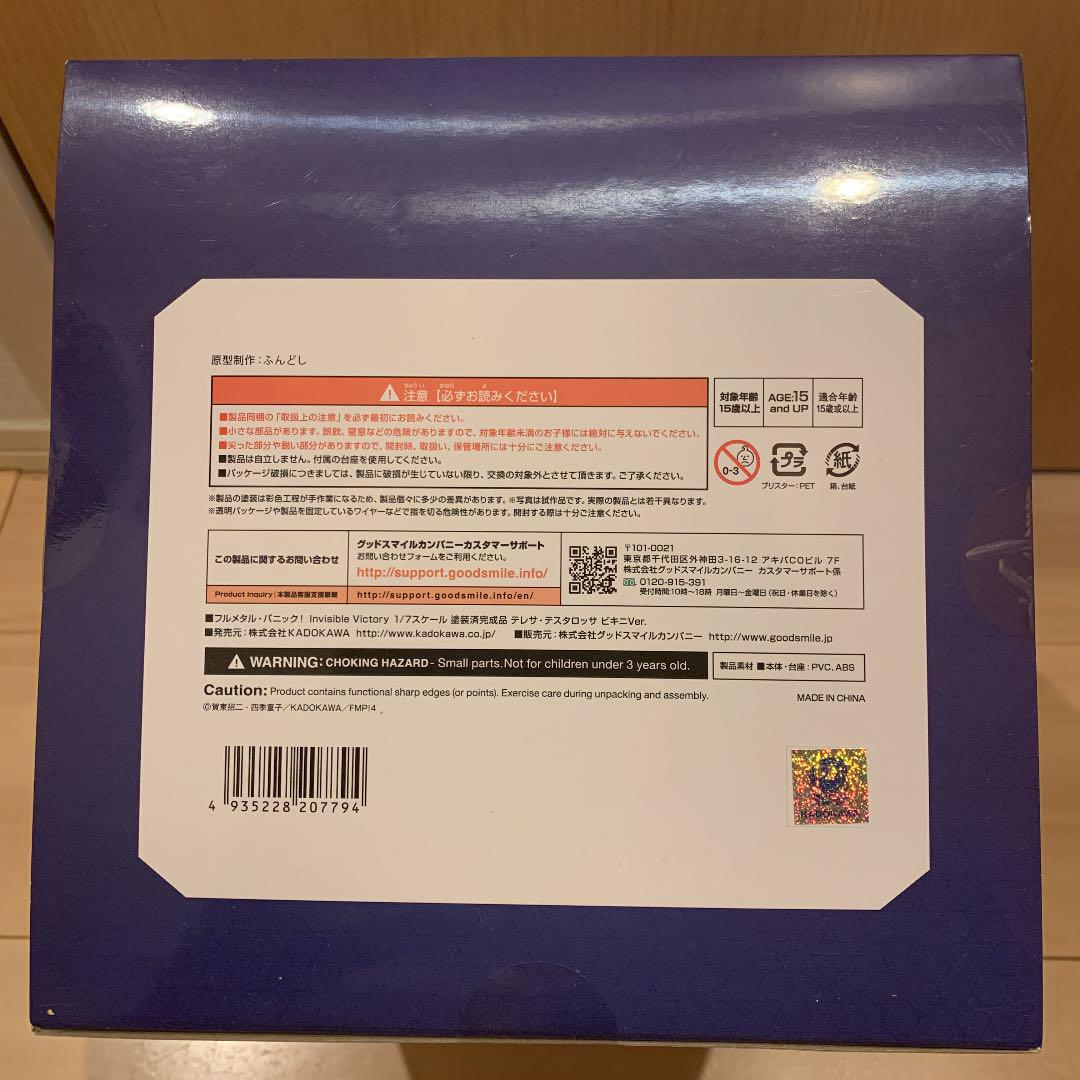 原型制作：ふんどし
注意【必ずお読みください】
■製品同梱の「取扱上の注意」を必ず最初にお読みください。
■小さな部品があります。誤飲、窒息などの危険がありますので、対象年齢未満のお子様には絶対に与えないでください。
■尖った部分や鋭い部分がありますので、開封時、取扱い、保管場所には十分にご注意ください。
■製品は自立しません。付属の台座を使用してください。
■パッケージ破損につきましては、製品に破損が生じていない限り、交換の対象外とさせて頂きます。ご了承ください。
対象年齢 15歳以上
AGE:15 and UP
適合年齢 15歳或以上
0-3
プラ
紙
ブリスター：PET
箱、台紙
※製品の塗装は彩色工程が手作業になるため、製品個々に多少の差異があります。※写真は試作品です。実際の製品とは若干異なります。
※透明パッケージや製品を固定しているワイヤーなどで指を切る危険性があります。開封する際は十分ご注意ください。
この製品に関するお問い合わせ
グッドスマイルカンパニーカスタマーサポート
お問い合わせフォームをご利用ください。
http://support.goodsmile.info/
Product Inquiry | 本製品客服支援聯繫
http://support.goodsmile.info/en/
〒101-0021
東京都千代田区外神田3-16-12 アキバCOビル 7F
株式会社グッドスマイルカンパニー カスタマーサポート係
0120-915-391
受付時間：10時〜18時 月曜日〜金曜日（祝日・休業日を除く）
■フルメタル・パニック！ Invisible Victory 1/7スケール 塗装済完成品 テレサ・テスタロッサ ビキニVer.
■発売元：株式会社KADOKAWA http://www.kadokawa.co.jp/ ■販売元：株式会社グッドスマイルカンパニー http://www.goodsmile.jp
WARNING: CHOKING HAZARD - Small parts. Not for children under 3 years old.
製品素材 ■本体・台座：PVC、ABS
Caution: Product contains functional sharp edges (or points). Exercise care during unpacking and assembly.
MADE IN CHINA
©賀東招二・四季童子／KADOKAWA／FMP!4
4 935228 207794
KADOKAWA